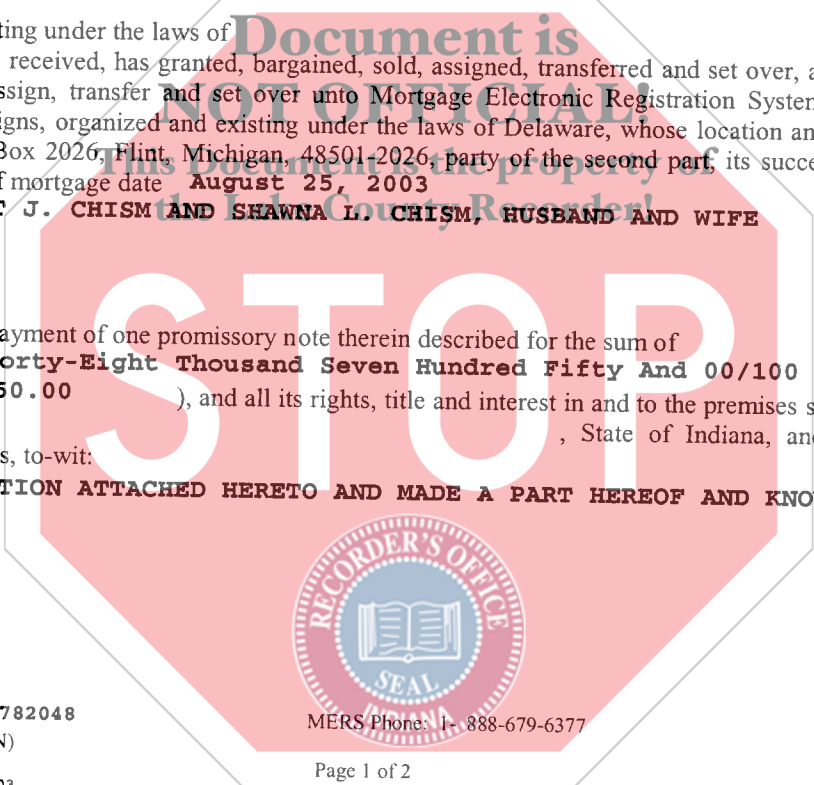 ting under the laws of
Document is
received, has granted, bargained, sold, assigned, transferred and set over, a
ssign, transfer and set over unto Mortgage Electronic Registration System
NOT OFFICIAL!
igns, organized and existing under the laws of Delaware, whose location an
Box 2026, Flint, Michigan, 48501-2026, party of the second part, its succe
This Document is the property of
f mortgage date August 25, 2003
the Lake County Recorder!
J. CHISM AND SHAWNA L. CHISM, HUSBAND AND WIFE
STOP
ayment of one promissory note therein described for the sum of
orty-Eight Thousand Seven Hundred Fifty And 00/100
50.00 ), and all its rights, title and interest in and to the premises s
, State of Indiana, and
s, to-wit:
TION ATTACHED HERETO AND MADE A PART HEREOF AND KNO
RECORDER'S OFFICE
SEAL
INDIANA
782048
MERS Phone: 1- 888-679-6377
N)
Page 1 of 2